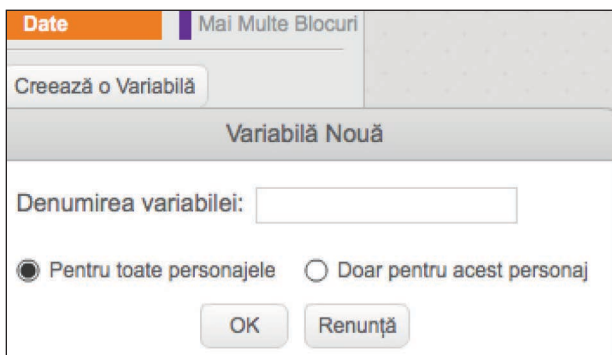 Date Mai Multe Blocuri
Creează o Variabilă
Variabilă Nouă
Denumirea variabilei:
Pentru toate personajele Doar pentru acest personaj
OK Renunță